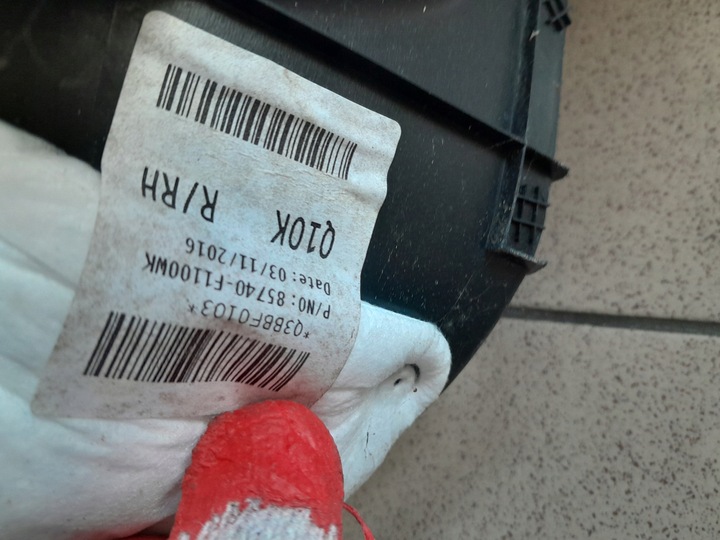 *Q3BBF0103*
P/NO: 85740-F1100WK
Date: 03/11/2016
Q10K R/RH